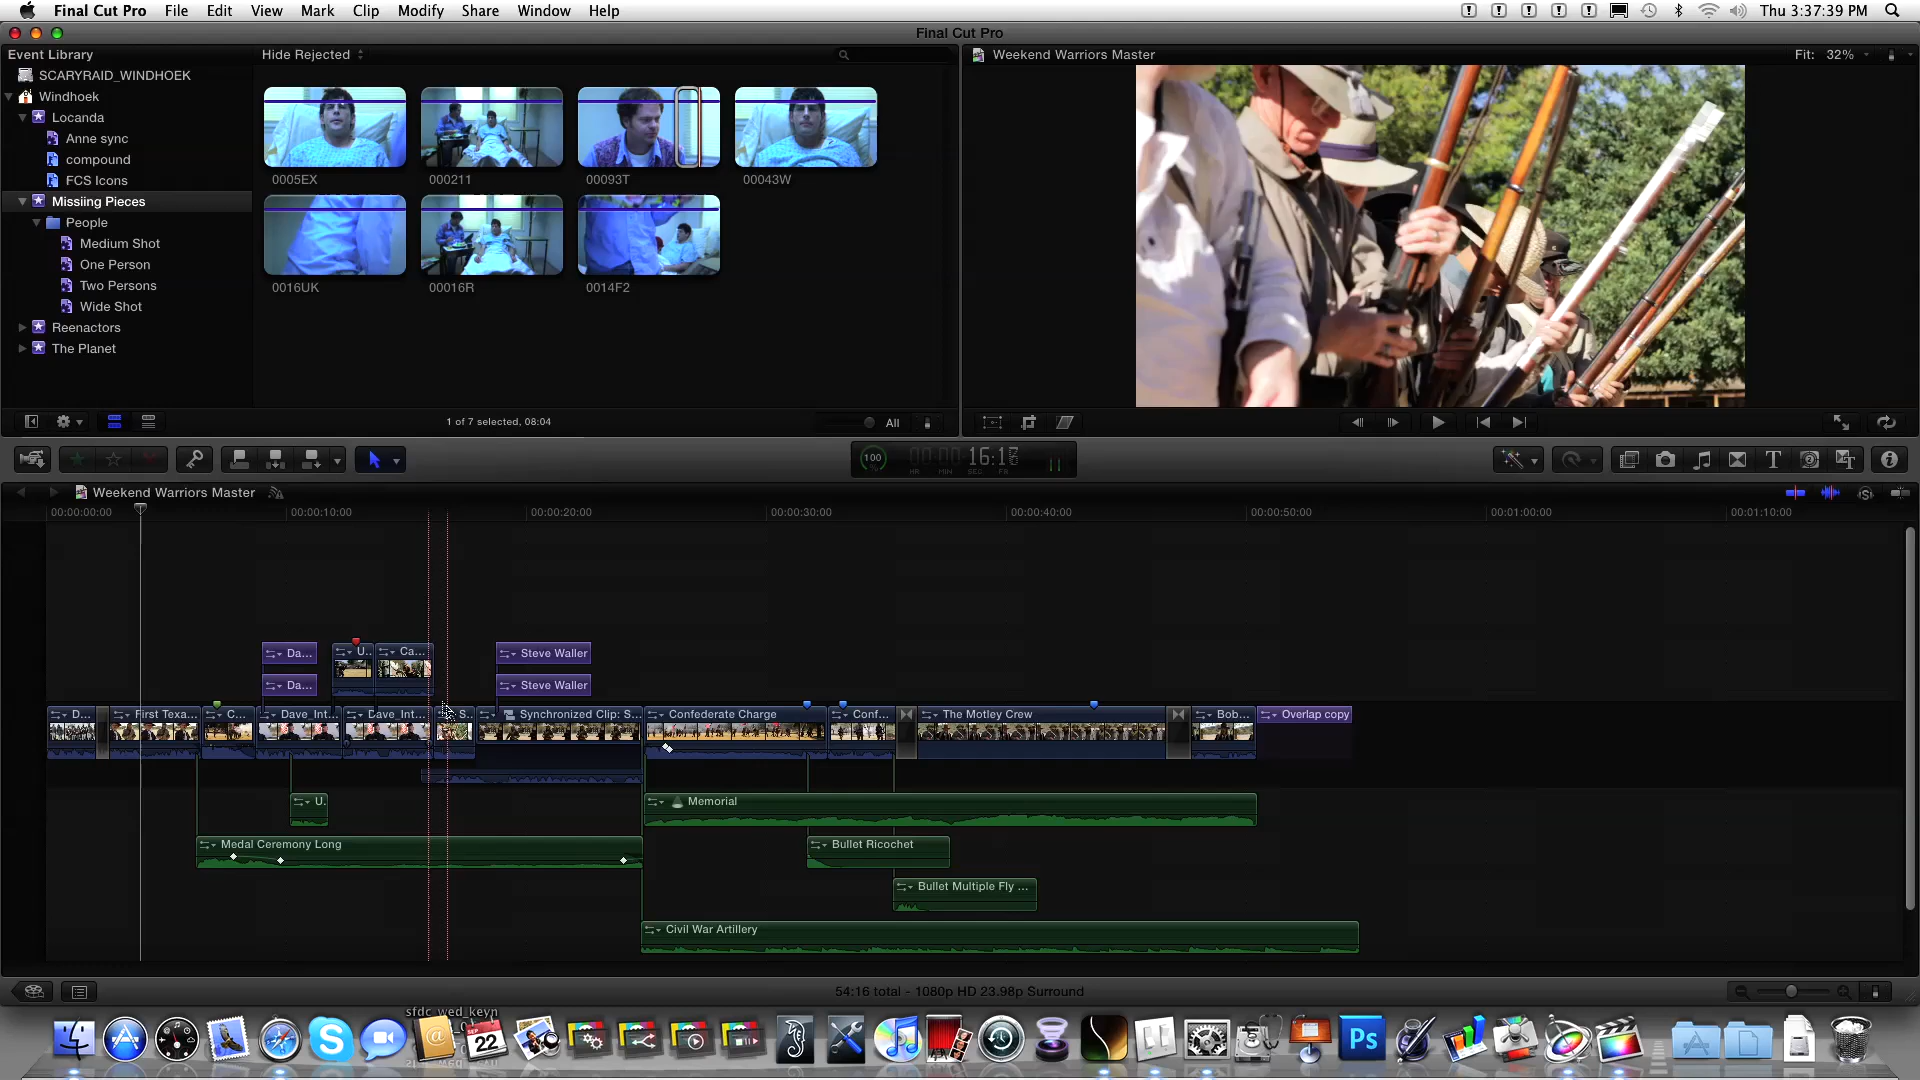 Final Cut Pro File Edit View Mark Clip Modify Share Window Help Thu 3:37:39 PM
Final Cut Pro
Event Library Hide Rejected Weekend Warriors Master Fit: 32%
SCARYRAID_WINDHOEK
Windhoek
Locanda
Anne sync
compound
FCS Icons
Missiing Pieces
People
Medium Shot
One Person
Two Persons
Wide Shot
Reenactors
The Planet
0005EX 000211 00093T 00043W
0016UK 00016R 0014F2
1 of 7 selected, 08:04 All
100 % 16:18
HR MIN SEC FR
Weekend Warriors Master
00:00:00:00 00:00:10:00 00:00:20:00 00:00:30:00 00:00:40:00 00:00:50:00 00:01:00:00 00:01:10:00
Da... U.. Ca... Steve Waller
Da... Steve Waller
D... First Texa... C... Dave_Int... Dave_Int... S.. Synchronized Clip: S... Confederate Charge Conf... The Motley Crew Bob... Overlap copy
U. Memorial
Medal Ceremony Long Bullet Ricochet
Bullet Multiple Fly ...
Civil War Artillery
54:16 total - 1080p HD 23.98p Surround
sfdc_wed_keyn
SEP
22
Ps